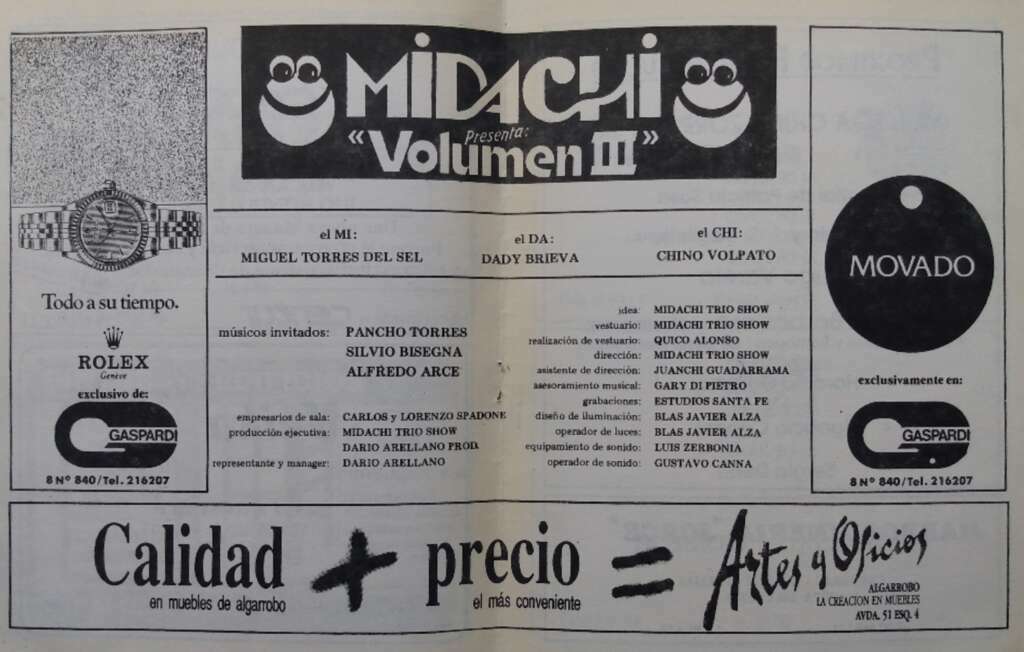 MiDACHi
Presenta:
"Volumen III"
Todo a su tiempo.
ROLEX
Genève
exclusivo de:
GASPARDI
8 Nº 840/Tel. 216207
el MI:
MIGUEL TORRES DEL SEL
el DA:
DADY BRIEVA
el CHI:
CHINO VOLPATO
músicos invitados: PANCHO TORRES
SILVIO BISEGNA
ALFREDO ARCE
empresarios de sala: CARLOS y LORENZO SPADONE
producción ejecutiva: MIDACHI TRIO SHOW
DARIO ARELLANO PROD.
representante y manager: DARIO ARELLANO
idea: MIDACHI TRIO SHOW
vestuario: MIDACHI TRIO SHOW
realización de vestuario: QUICO ALONSO
dirección: MIDACHI TRIO SHOW
asistente de dirección: JUANCHI GUADARRAMA
asesoramiento musical: GARY DI PIETRO
grabaciones: ESTUDIOS SANTA FE
diseño de iluminación: BLAS JAVIER ALZA
operador de luces: BLAS JAVIER ALZA
equipamiento de sonido: LUIS ZERBONIA
operador de sonido: GUSTAVO CANNA
MOVADO
exclusivamente en:
GASPARDI
8 Nº 840/Tel. 216207
Calidad + precio = Artes y Oficios
en muebles de algarrobo
el más conveniente
ALGARROBO
LA CREACION EN MUEBLES
AVDA. 51 ESQ. 4